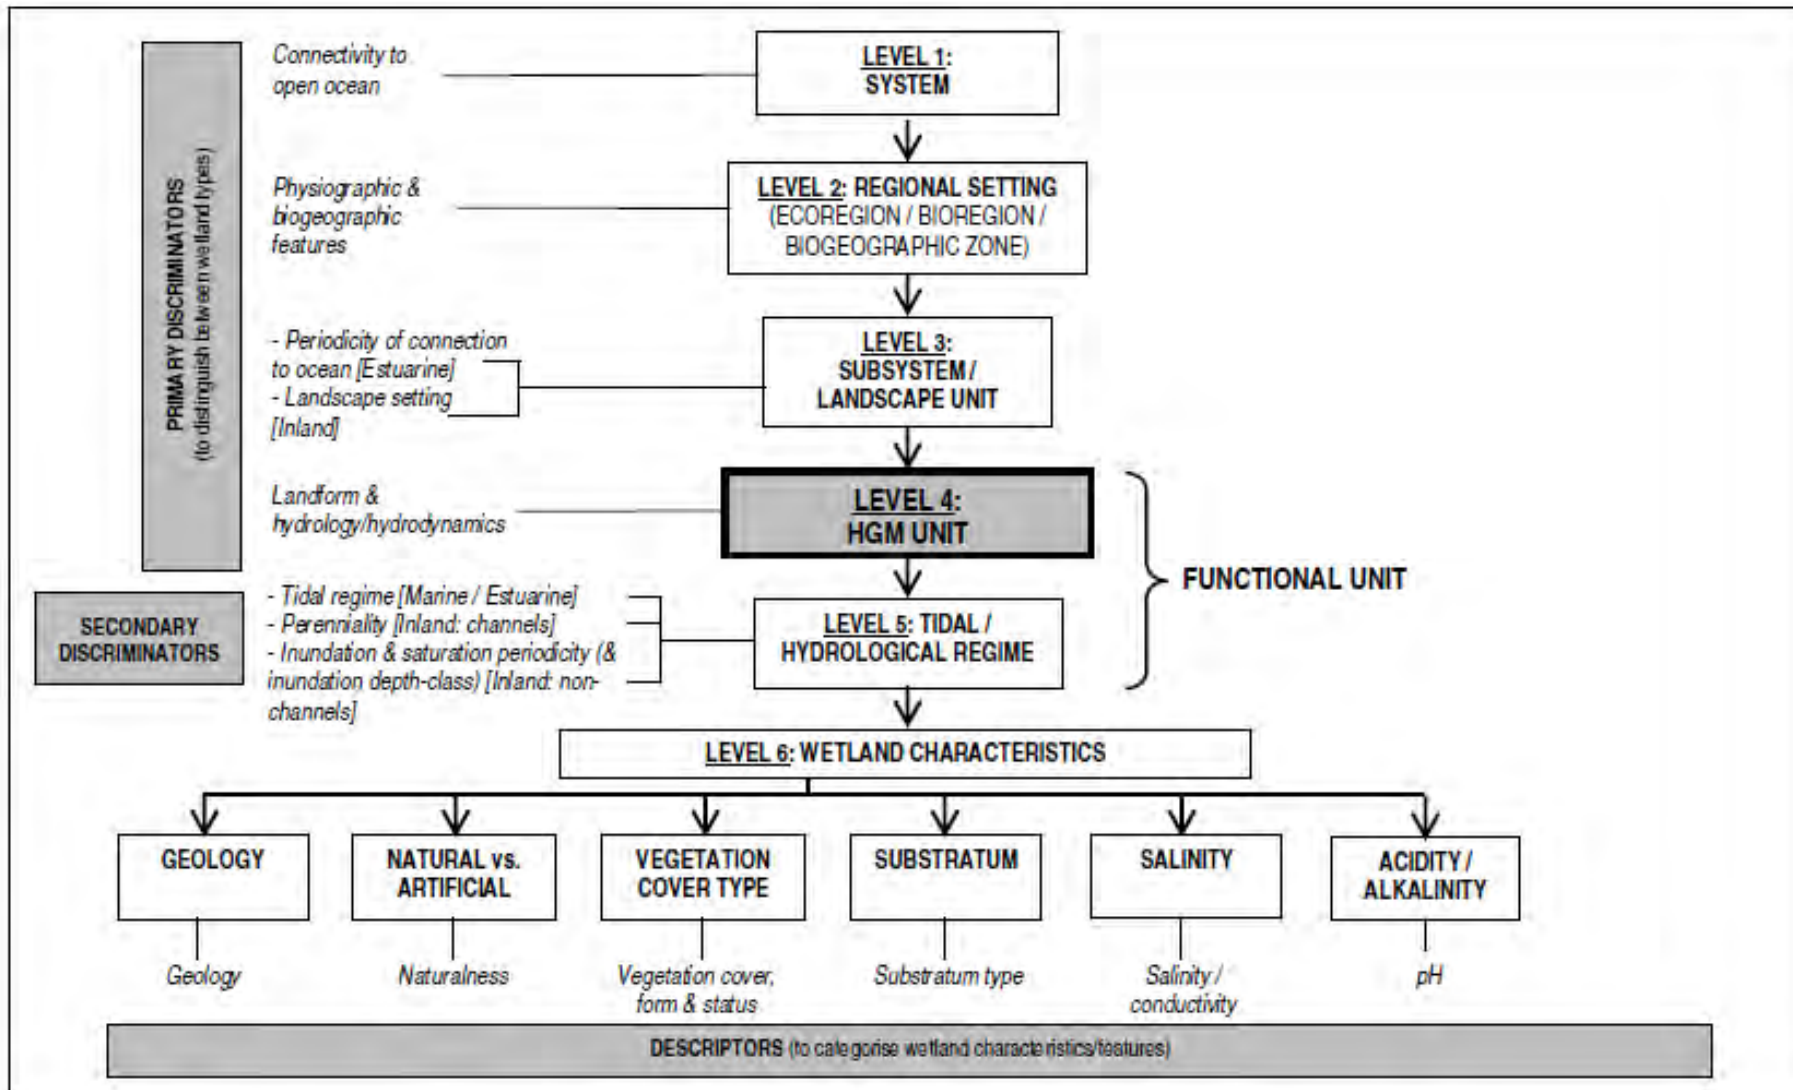 Connectivity to
open ocean
LEVEL 1:
SYSTEM
PRIMARY DISCRIMINATORS
(to distinguish between wetland types)
Physiographic &
biogeographic
features
LEVEL 2: REGIONAL SETTING
(ECOREGION / BIOREGION /
BIOGEOGRAPHIC ZONE)
- Periodicity of connection
to ocean [Estuarine]
- Landscape setting
[Inland]
LEVEL 3:
SUBSYSTEM /
LANDSCAPE UNIT
Landform &
hydrology/hydrodynamics
LEVEL 4:
HGM UNIT
FUNCTIONAL UNIT
SECONDARY
DISCRIMINATORS
- Tidal regime [Marine / Estuarine]
- Perenniality [Inland: channels]
- Inundation & saturation periodicity (&
inundation depth-class) [Inland: non-
channels]
LEVEL 5: TIDAL /
HYDROLOGICAL REGIME
LEVEL 6: WETLAND CHARACTERISTICS
GEOLOGY
NATURAL vs.
ARTIFICIAL
VEGETATION
COVER TYPE
SUBSTRATUM
SALINITY
ACIDITY /
ALKALINITY
Geology
Naturalness
Vegetation cover,
form & status
Substratum type
Salinity /
conductivity
pH
DESCRIPTORS (to categorise wetland characteristics/features)